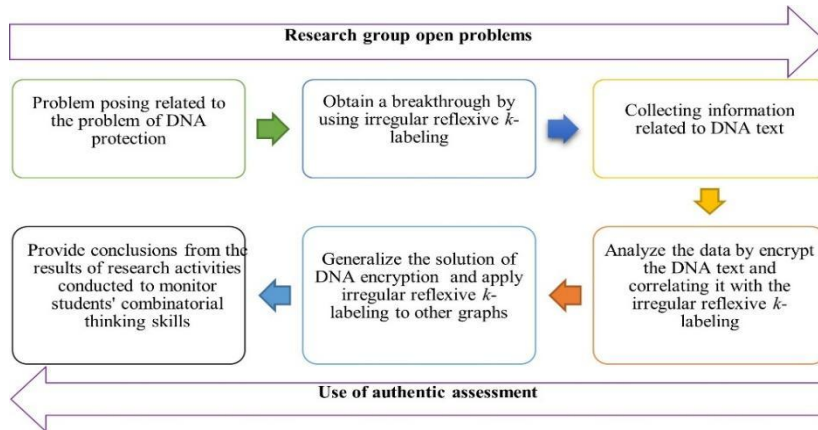 Research group open problems
Problem posing related to
the problem of DNA
protection
Obtain a breakthrough by
using irregular reflexive k-
labeling
Collecting information
related to DNA text
Analyze the data by encrypt
the DNA text and
correlating it with the
irregular reflexive k-
labeling
Generalize the solution of
DNA encryption and apply
irregular reflexive k-
labeling to other graphs
Provide conclusions from the
results of research activities
conducted to monitor
students' combinatorial
thinking skills
Use of authentic assessment